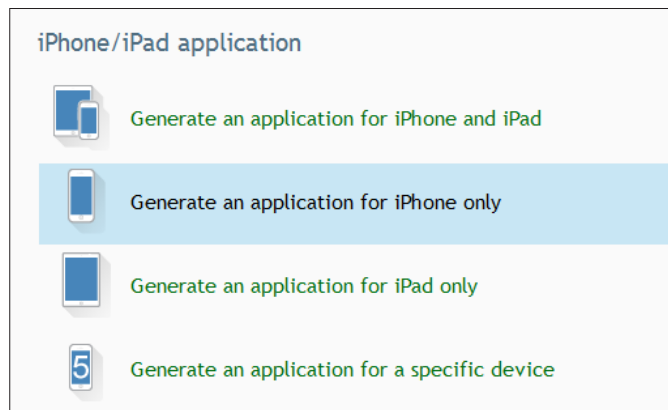 iPhone/iPad application
Generate an application for iPhone and iPad
Generate an application for iPhone only
Generate an application for iPad only
5
Generate an application for a specific device